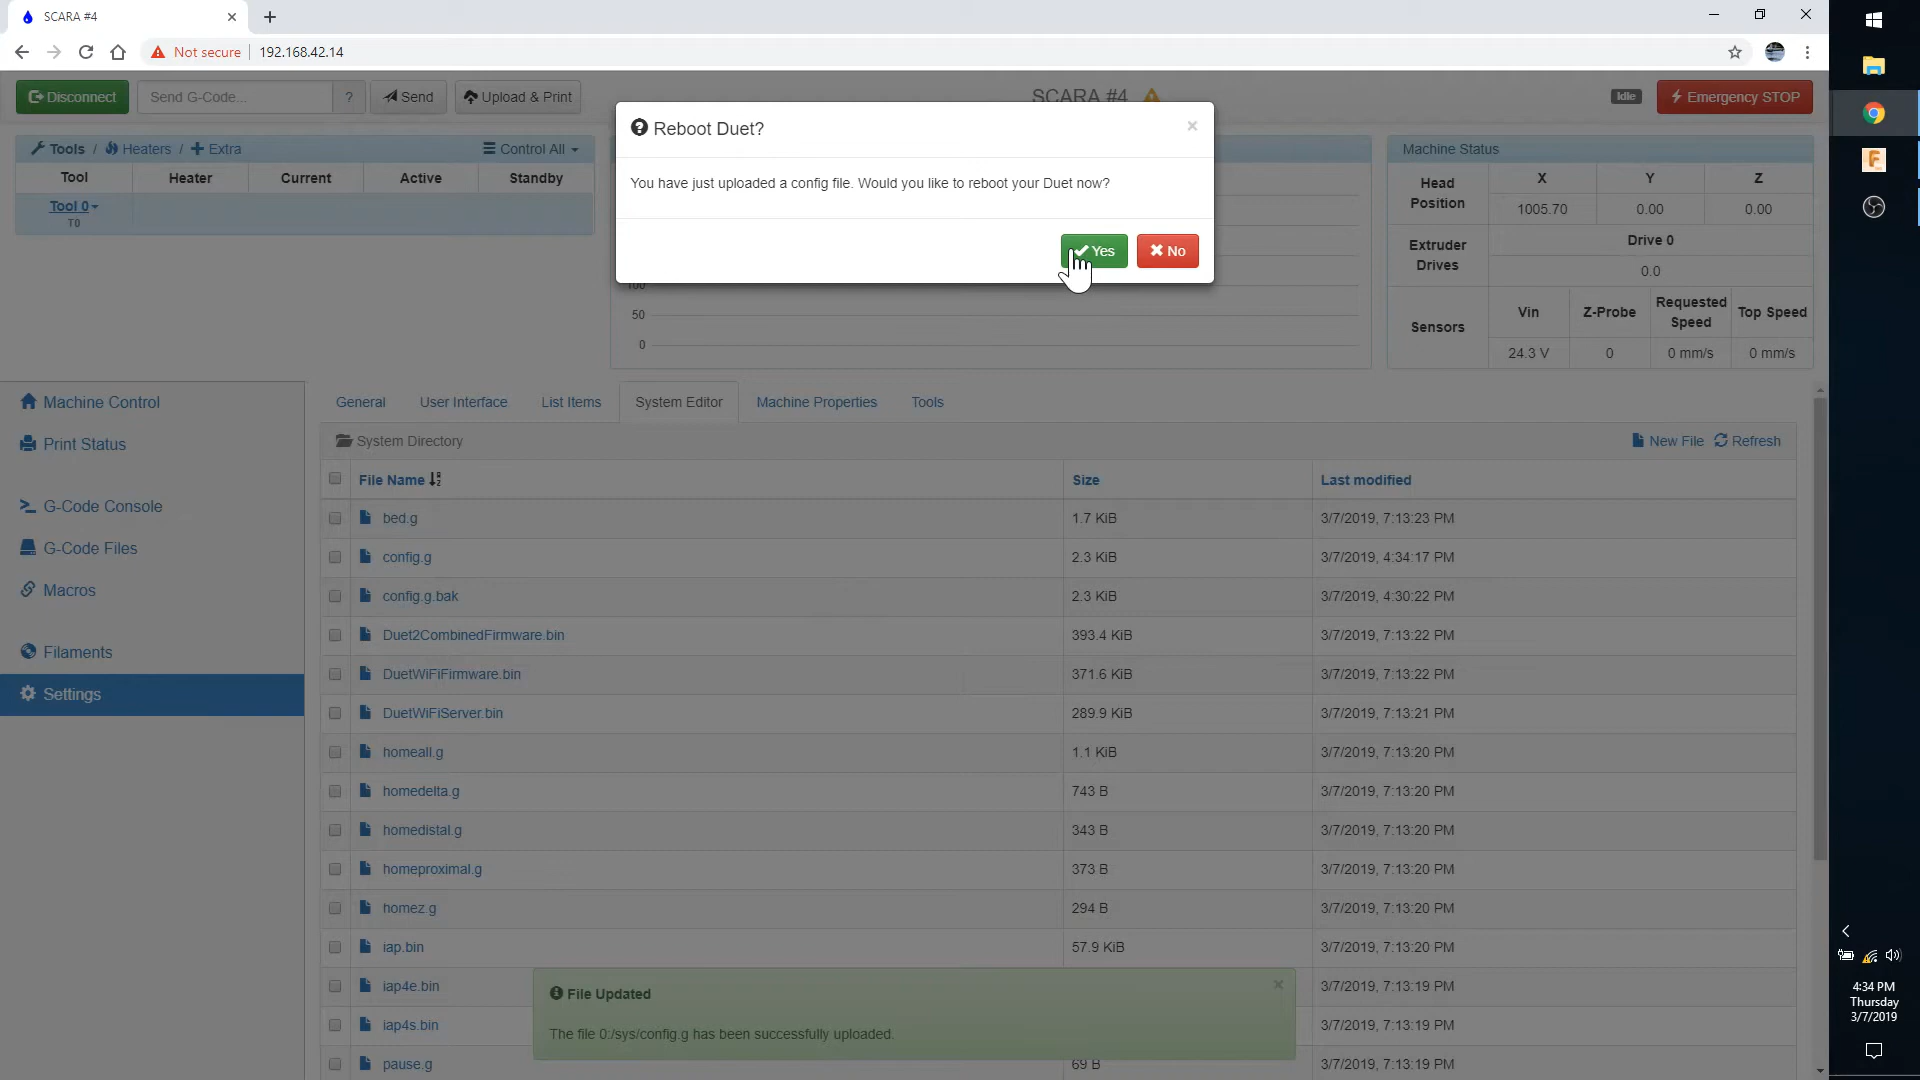 SCARA #4
Not secure 192.168.42.14
Disconnect Send G-Code... ? Send Upload & Print SCARA #4 Idle Emergency STOP
Reboot Duet?
You have just uploaded a config file. Would you like to reboot your Duet now?
Yes No
Tools / Heaters / Extra Control All
Tool Heater Current Active Standby
Tool 0
T0
100
50
0
Machine Status
Head Position X Y Z
1005.70 0.00 0.00
Extruder Drives Drive 0
0.0
Sensors Vin Z-Probe Requested Speed Top Speed
24.3 V 0 0 mm/s 0 mm/s
Machine Control
Print Status
G-Code Console
G-Code Files
Macros
Filaments
Settings
General User Interface List Items System Editor Machine Properties Tools
System Directory New File Refresh
File Name Size Last modified
bed.g 1.7 KiB 3/7/2019, 7:13:23 PM
config.g 2.3 KiB 3/7/2019, 4:34:17 PM
config.g.bak 2.3 KiB 3/7/2019, 4:30:22 PM
Duet2CombinedFirmware.bin 393.4 KiB 3/7/2019, 7:13:22 PM
DuetWiFiFirmware.bin 371.6 KiB 3/7/2019, 7:13:22 PM
DuetWiFiServer.bin 289.9 KiB 3/7/2019, 7:13:21 PM
homeall.g 1.1 KiB 3/7/2019, 7:13:20 PM
homedelta.g 743 B 3/7/2019, 7:13:20 PM
homedistal.g 343 B 3/7/2019, 7:13:20 PM
homeproximal.g 373 B 3/7/2019, 7:13:20 PM
homez.g 294 B 3/7/2019, 7:13:20 PM
iap.bin 57.9 KiB 3/7/2019, 7:13:20 PM
iap4e.bin 3/7/2019, 7:13:19 PM
iap4s.bin 3/7/2019, 7:13:19 PM
pause.g 69 B 3/7/2019, 7:13:19 PM
File Updated
The file 0:/sys/config.g has been successfully uploaded.
4:34 PM
Thursday
3/7/2019